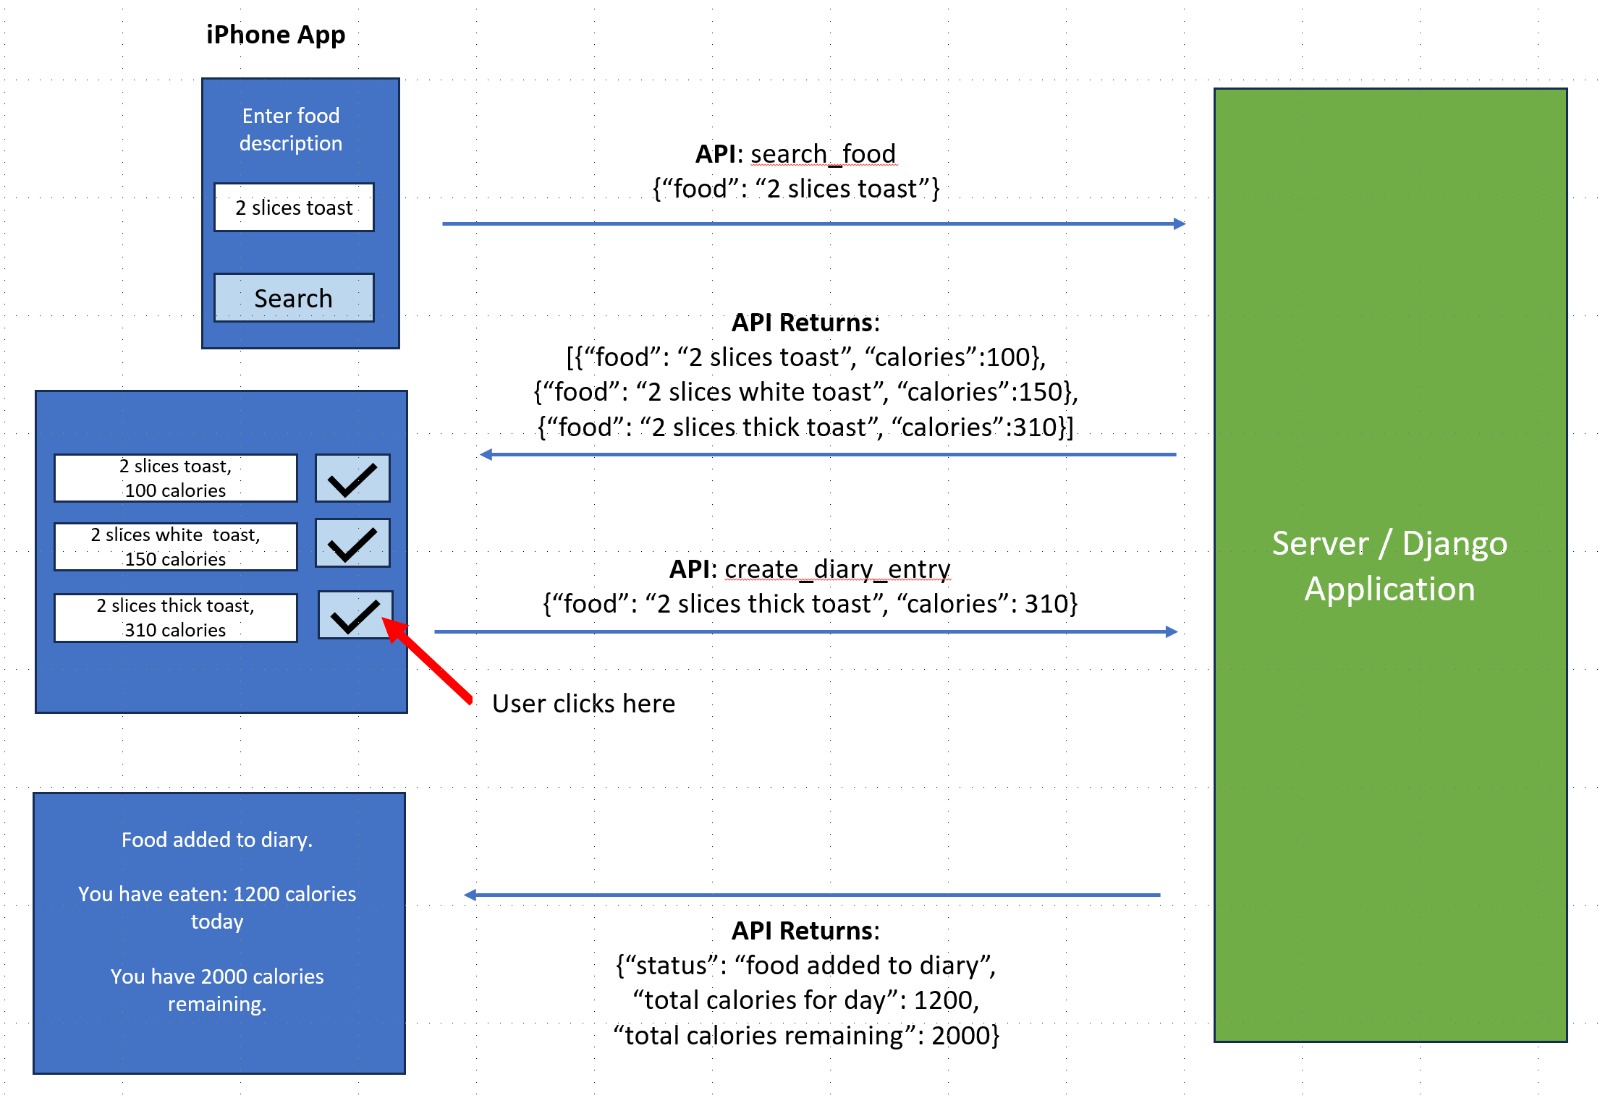 iPhone App
Enter food
description
2 slices toast
Search
API: search_food
{“food”: “2 slices toast”}
API Returns:
[{“food”: “2 slices toast”, “calories”:100},
{“food”: “2 slices white toast”, “calories”:150},
{“food”: “2 slices thick toast”, “calories”:310}]
2 slices toast,
100 calories
2 slices white  toast,
150 calories
2 slices thick toast,
310 calories
API: create_diary_entry
{“food”: “2 slices thick toast”, “calories”: 310}
User clicks here
Server / Django
Application
Food added to diary.
You have eaten: 1200 calories
today
You have 2000 calories
remaining.
API Returns:
{“status”: “food added to diary”,
“total calories for day”: 1200,
“total calories remaining”: 2000}